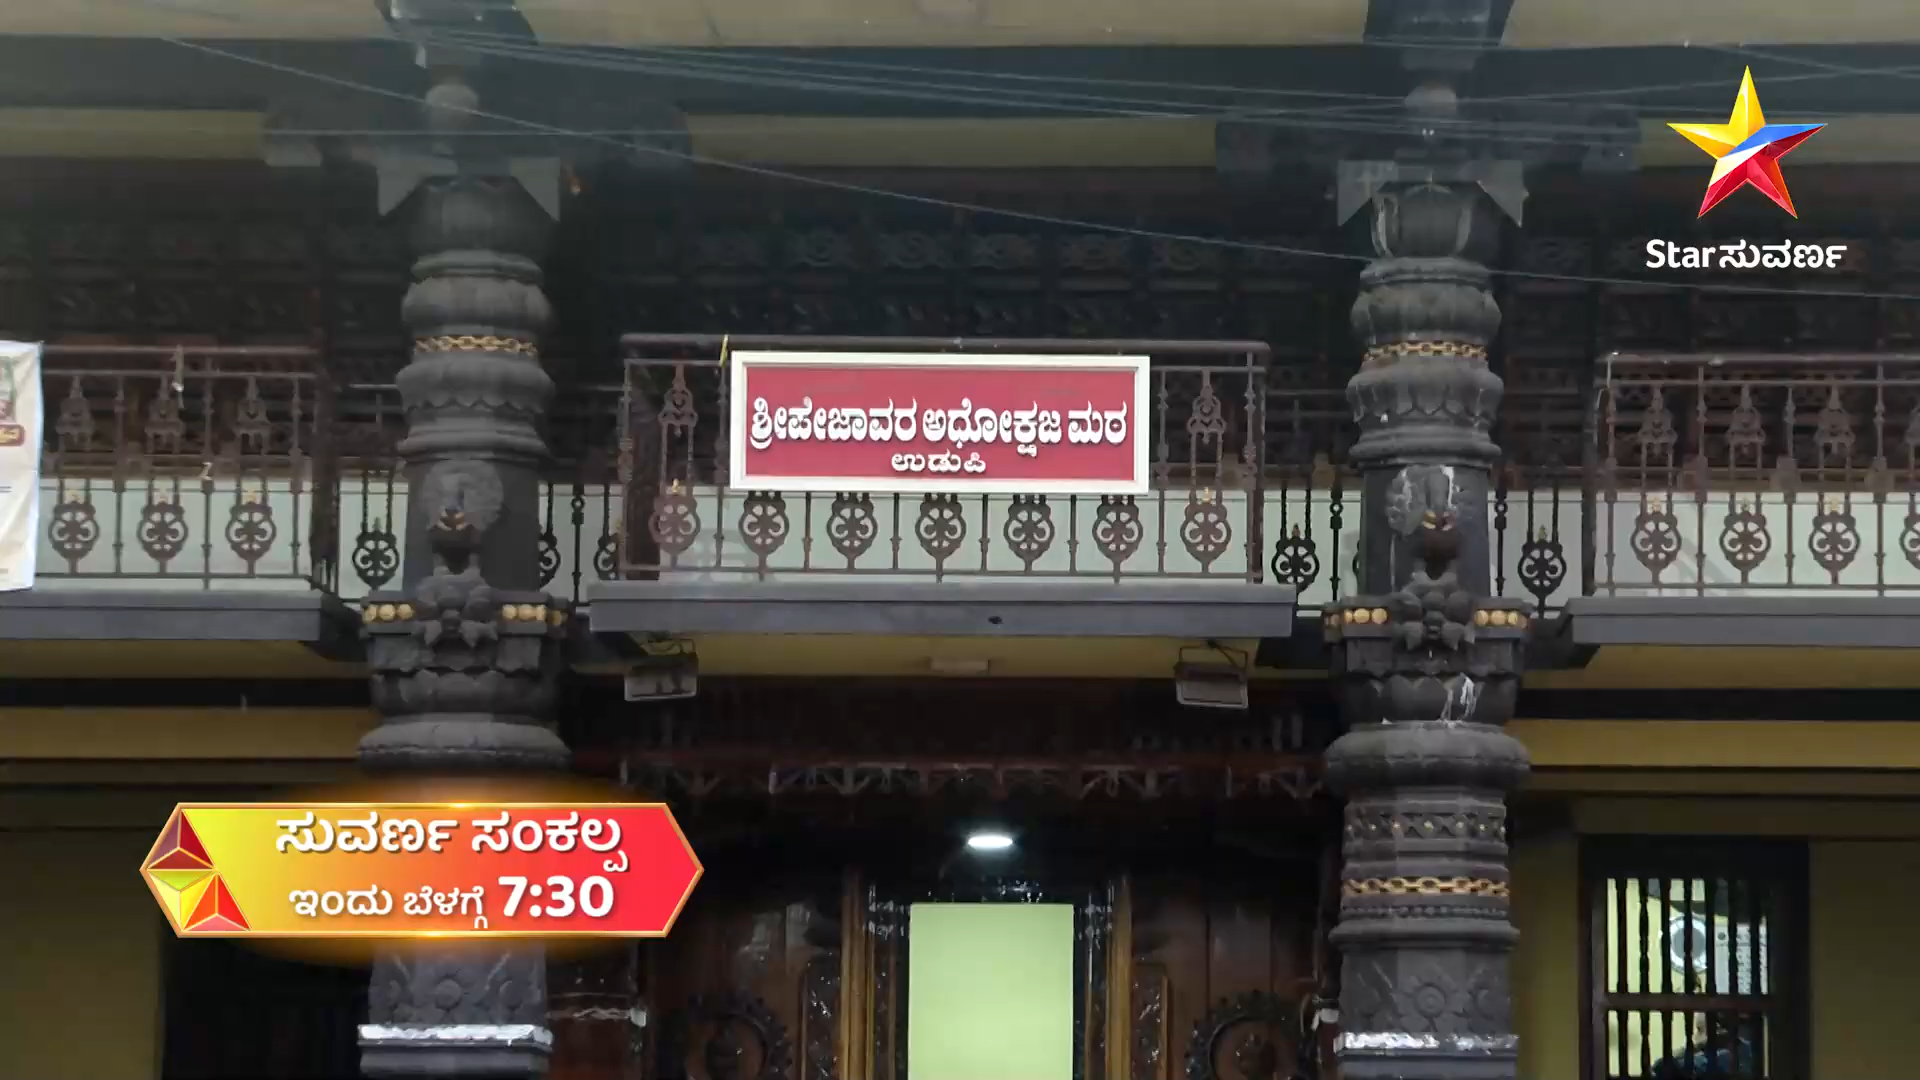 Starಸುವರ್ಣ
ಶ್ರೀಪೇಜಾವರ ಅಧೋಕ್ಷಜ ಮಠ
ಉಡುಪಿ
ಸುವರ್ಣ ಸಂಕಲ್ಪ
ಇಂದು ಬೆಳಗ್ಗೆ 7:30